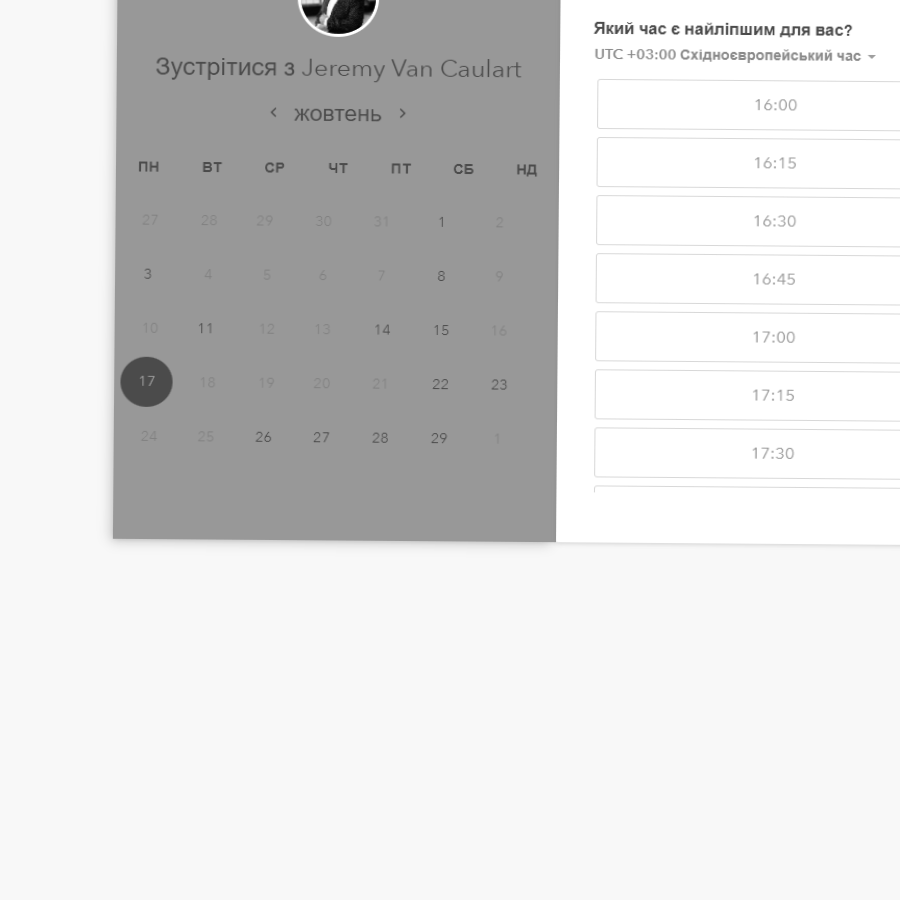 Зустрітися з Jeremy Van Caulart
жовтень
ПН ВТ СР ЧТ ПТ СБ НД
27 28 29 30 31 1 2
3 4 5 6 7 8 9
10 11 12 13 14 15 16
17 18 19 20 21 22 23
24 25 26 27 28 29 1
Який час є найліпшим для вас?
UTC +03:00 Східноєвропейський час
16:00
16:15
16:30
16:45
17:00
17:15
17:30